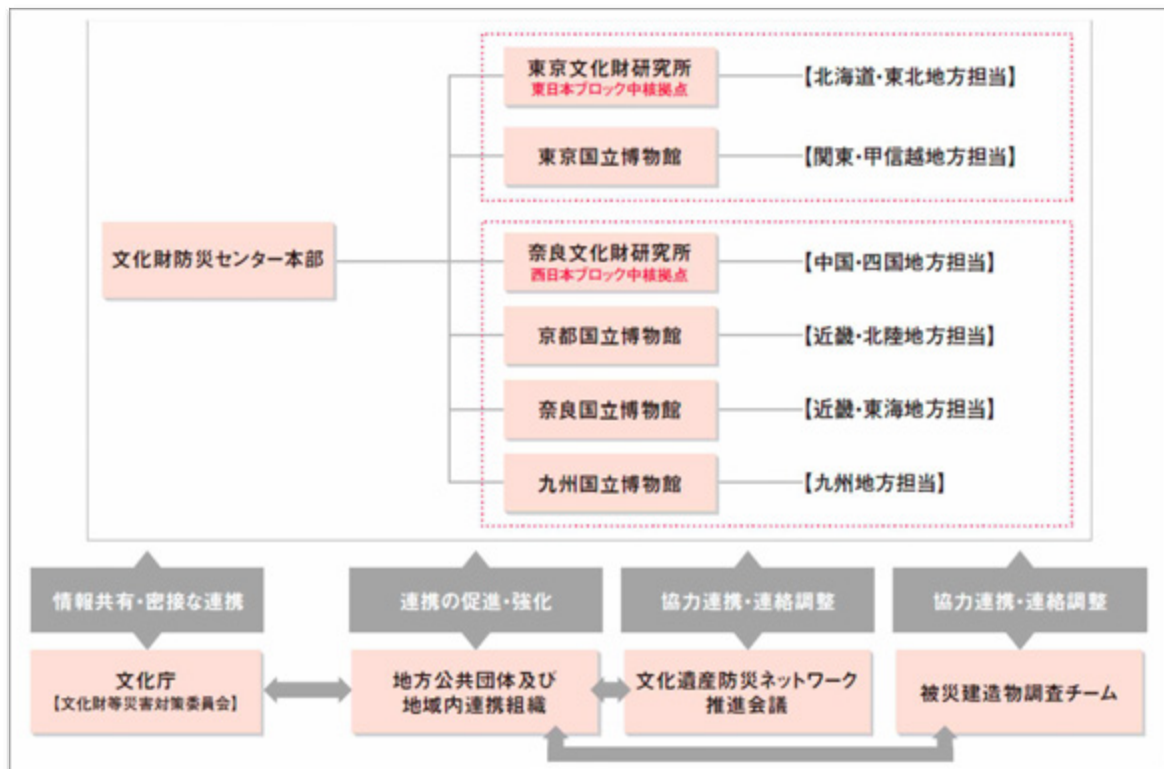 東京文化財研究所
東日本ブロック中核拠点
【北海道・東北地方担当】
東京国立博物館
【関東・甲信越地方担当】
文化財防災センター本部
奈良文化財研究所
西日本ブロック中核拠点
【中国・四国地方担当】
京都国立博物館
【近畿・北陸地方担当】
奈良国立博物館
【近畿・東海地方担当】
九州国立博物館
【九州地方担当】
情報共有・密接な連携
連携の促進・強化
協力連携・連絡調整
協力連携・連絡調整
文化庁
【文化財等災害対策委員会】
地方公共団体及び
地域内連携組織
文化遺産防災ネットワーク
推進会議
被災建造物調査チーム